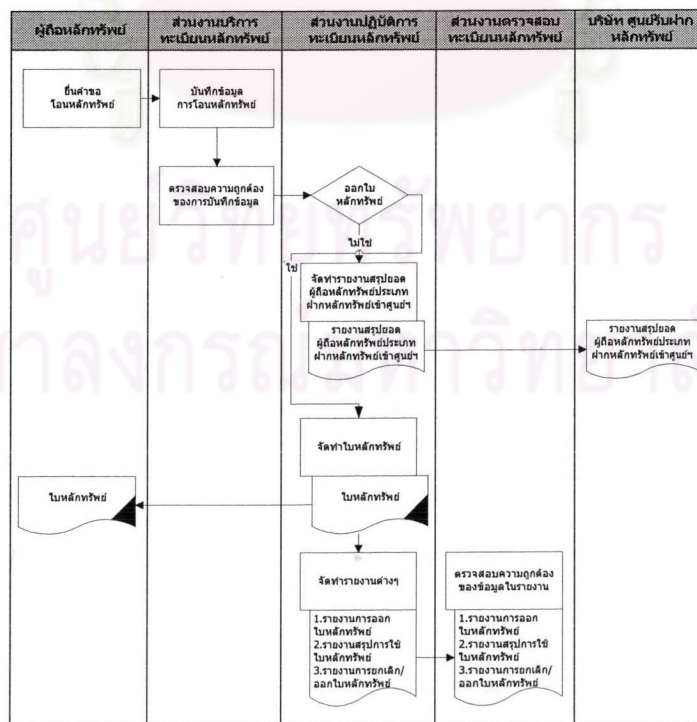 ผู้ถือหลักทรัพย์
ส่วนงานบริการ
ทะเบียนหลักทรัพย์
ส่วนงานปฏิบัติการ
ทะเบียนหลักทรัพย์
ส่วนงานตรวจสอบ
ทะเบียนหลักทรัพย์
บริษัท ศูนย์รับฝาก
หลักทรัพย์
ยื่นคำขอ
โอนหลักทรัพย์
บันทึกข้อมูล
การโอนหลักทรัพย์
ตรวจสอบความถูกต้อง
ของการบันทึกข้อมูล
ออกใบ
หลักทรัพย์
ไม่ใช่
ใช่
จัดทำรายงานสรุปยอด
ผู้ถือหลักทรัพย์ประเภท
ฝากหลักทรัพย์เข้าศูนย์ฯ
รายงานสรุปยอด
ผู้ถือหลักทรัพย์ประเภท
ฝากหลักทรัพย์เข้าศูนย์ฯ
รายงานสรุปยอด
ผู้ถือหลักทรัพย์ประเภท
ฝากหลักทรัพย์เข้าศูนย์ฯ
ศูนย์วิทยทรัพยากร
าลงกรณ์มหาวิทยาลั
จัดทำใบหลักทรัพย์
ใบหลักทรัพย์
ใบหลักทรัพย์
จัดทำรายงานต่างๆ
1.รายงานการออก
ใบหลักทรัพย์
2.รายงานสรุปการใช้
ใบหลักทรัพย์
3.รายงานการยกเลิก/
ออกใบหลักทรัพย์
ตรวจสอบความถูกต้อง
ของข้อมูลในรายงาน
1.รายงานการออก
ใบหลักทรัพย์
2.รายงานสรุปการใช้
ใบหลักทรัพย์
3.รายงานการยกเลิก/
ออกใบหลักทรัพย์